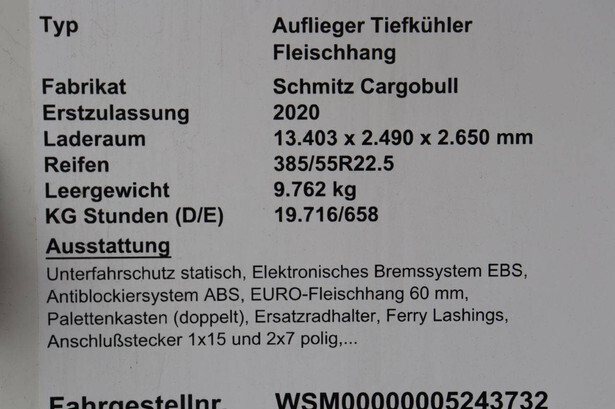 Typ Auflieger Tiefkühler
Fleischhang
Fabrikat Schmitz Cargobull
Erstzulassung 2020
Laderaum 13.403 x 2.490 x 2.650 mm
Reifen 385/55R22.5
Leergewicht 9.762 kg
KG Stunden (D/E) 19.716/658
Ausstattung
Unterfahrschutz statisch, Elektronisches Bremssystem EBS,
Antiblockiersystem ABS, EURO-Fleischhang 60 mm,
Palettenkasten (doppelt), Ersatzradhalter, Ferry Lashings,
Anschlußstecker 1x15 und 2x7 polig,...
Fahrgestellnr. WSM00000005243732